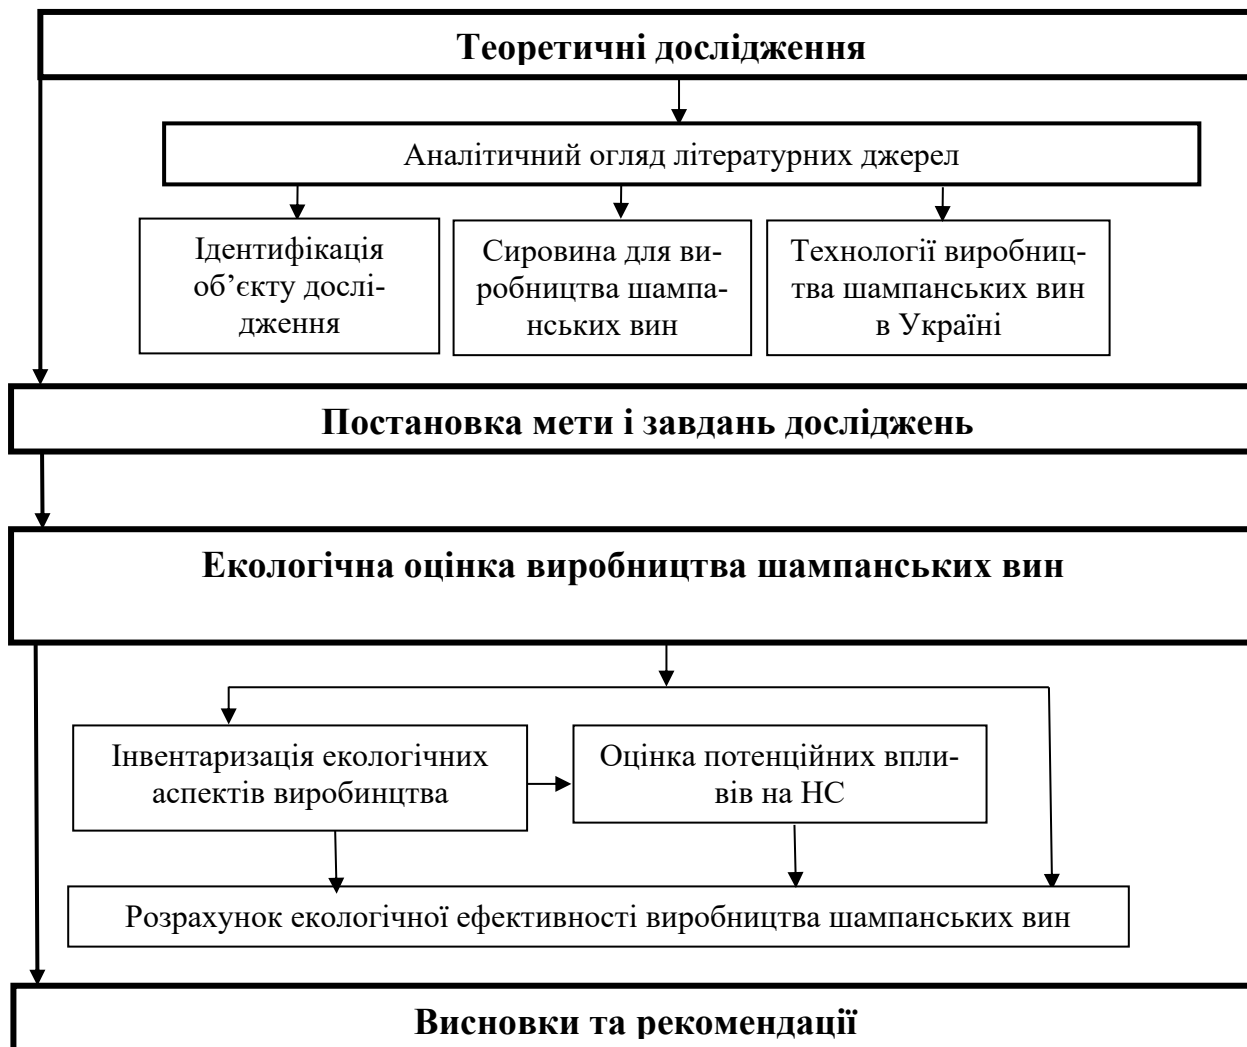 Теоретичні дослідження
Аналітичний огляд літературних джерел
Ідентифікація
об’єкту дослі-
дження
Сировина для ви-
робництва шампа-
нських вин
Технології виробниц-
тва шампанських вин
в Україні
Постановка мети і завдань досліджень
Екологічна оцінка виробництва шампанських вин
Інвентаризація екологічних
аспектів виробинцтва
Оцінка потенційних впли-
вів на НС
Розрахунок екологічної ефективності виробництва шампанських вин
Висновки та рекомендації